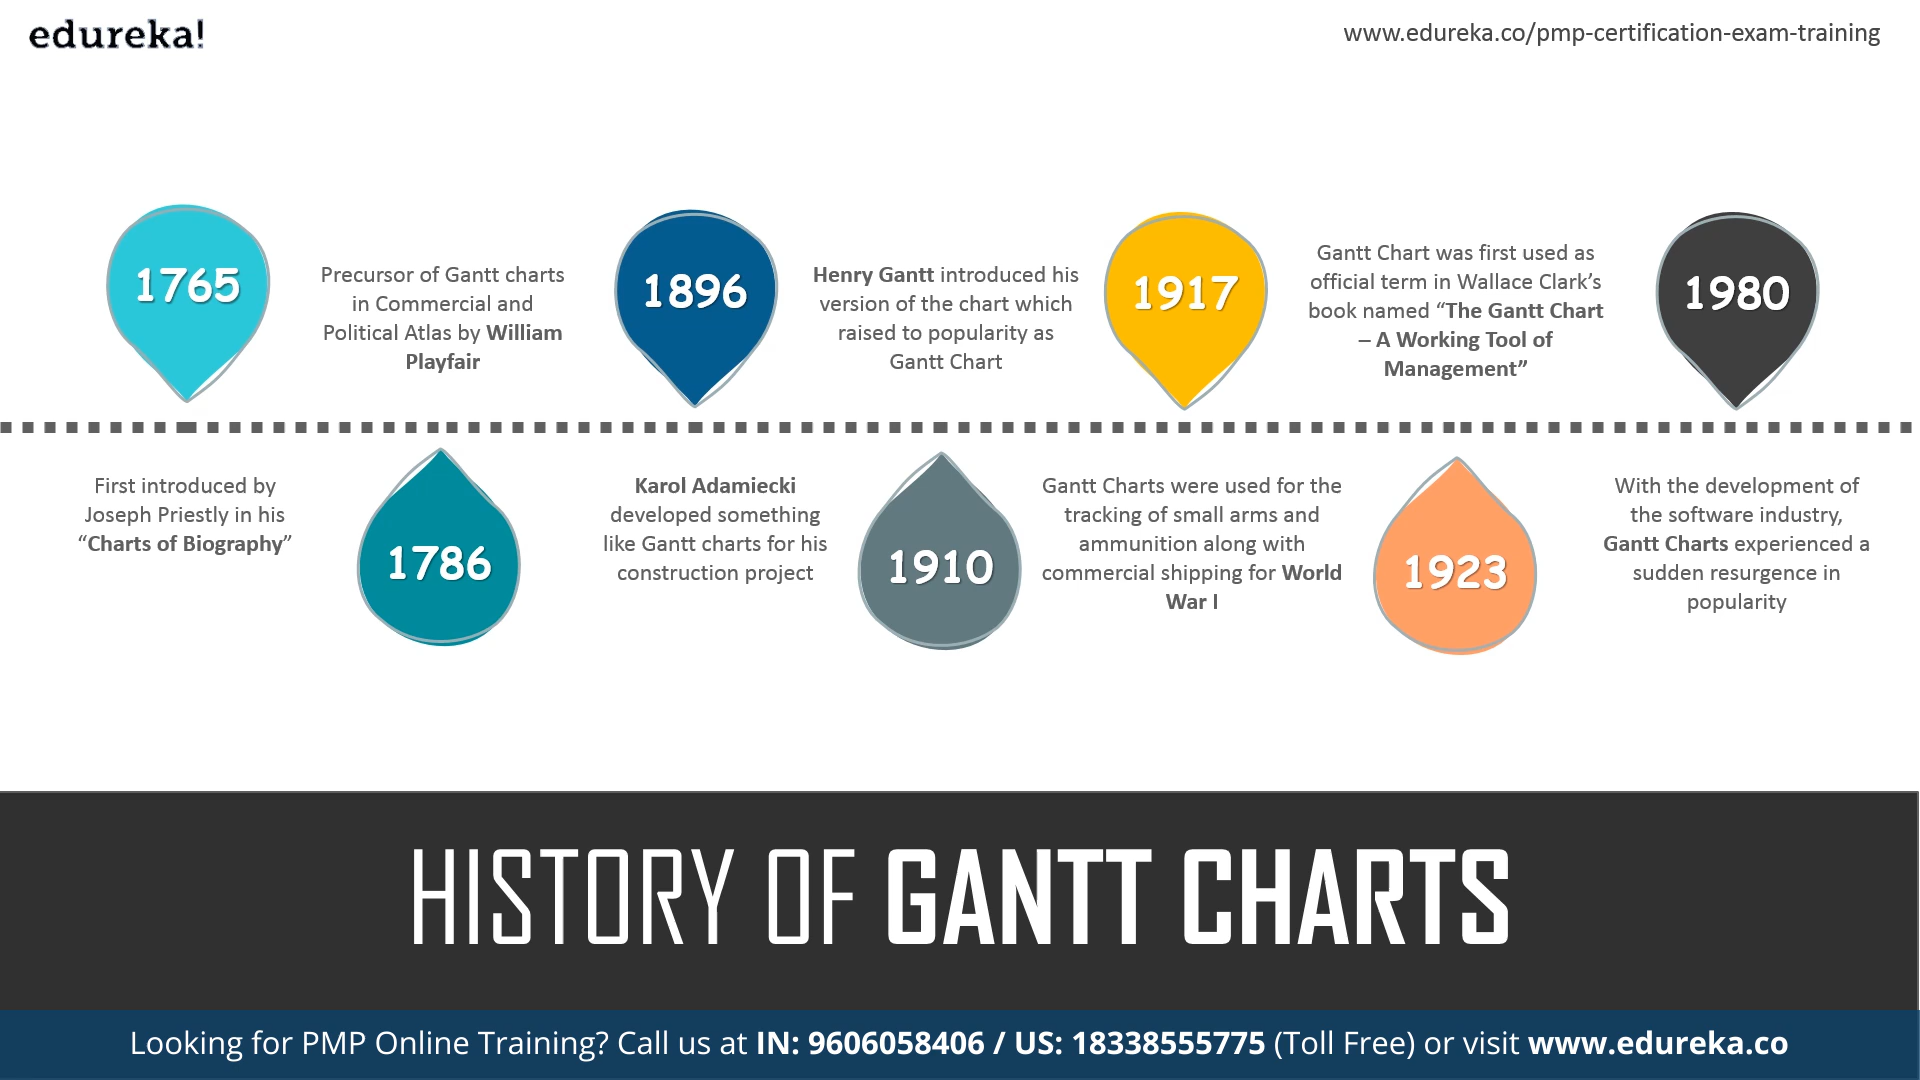 edureka!
www.edureka.co/pmp-certification-exam-training
1765
First introduced by
Joseph Priestly in his
“Charts of Biography”
Precursor of Gantt charts
in Commercial and
Political Atlas by William
Playfair
1786
1896
Karol Adamiecki
developed something
like Gantt charts for his
construction project
Henry Gantt introduced his
version of the chart which
raised to popularity as
Gantt Chart
1910
1917
Gantt Charts were used for the
tracking of small arms and
ammunition along with
commercial shipping for World
War I
Gantt Chart was first used as
official term in Wallace Clark’s
book named “The Gantt Chart
– A Working Tool of
Management”
1923
1980
With the development of
the software industry,
Gantt Charts experienced a
sudden resurgence in
popularity
HISTORY OF GANTT CHARTS
Looking for PMP Online Training? Call us at IN: 9606058406 / US: 18338555775 (Toll Free) or visit www.edureka.co